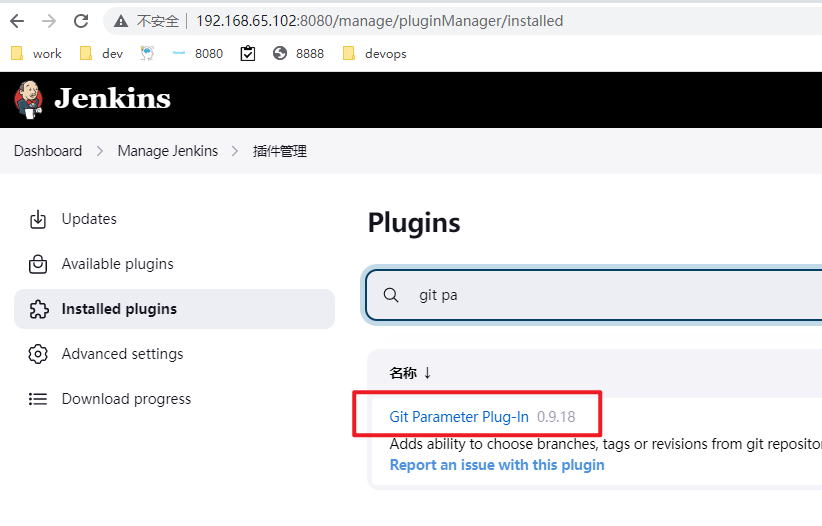 不安全 192.168.65.102:8080/manage/pluginManager/installed
work dev 8080 8888 devops
Jenkins
Dashboard Manage Jenkins 插件管理
Updates
Available plugins
Installed plugins
Advanced settings
Download progress
Plugins
git pa
名称 ↓
Git Parameter Plug-In 0.9.18
Adds ability to choose branches, tags or revisions from git reposito
Report an issue with this plugin